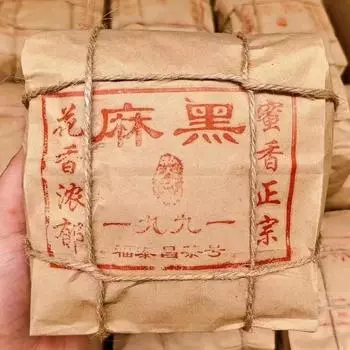 麻黑
花香浓郁
蜜香正宗
一九九一
福泰昌茶号